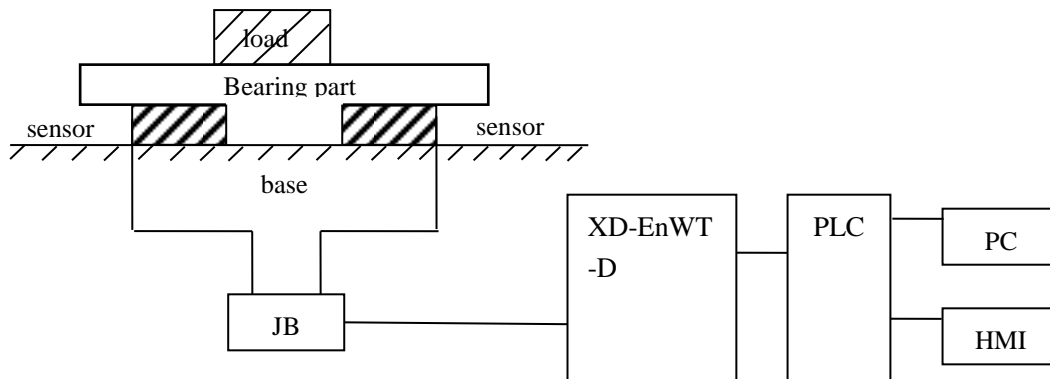 load
Bearing part
sensor
sensor
base
XD-EnWT
-D
PLC
PC
JB
HMI